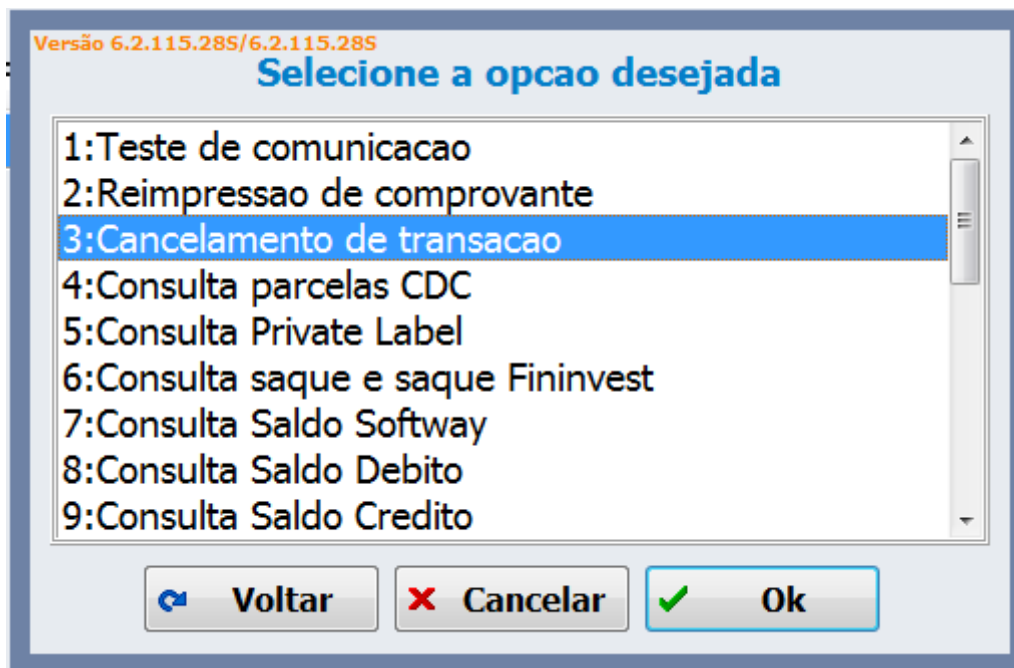 Versão 6.2.115.28S/6.2.115.28S
Selecione a opcao desejada
1:Teste de comunicacao
2:Reimpressao de comprovante
3:Cancelamento de transacao
4:Consulta parcelas CDC
5:Consulta Private Label
6:Consulta saque e saque Fininvest
7:Consulta Saldo Softway
8:Consulta Saldo Debito
9:Consulta Saldo Credito
Voltar Cancelar Ok